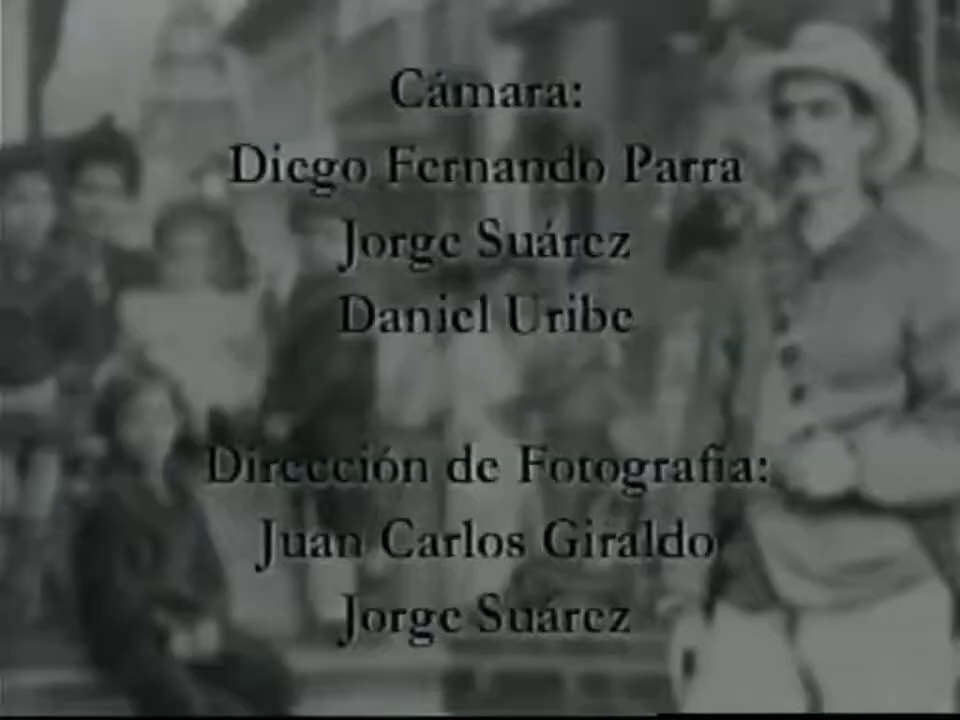 Cámara:
Diego Fernando Parra
Jorge Suárez
Daniel Uribe
Dirección de Fotografía:
Juan Carlos Giraldo
Jorge Suárez